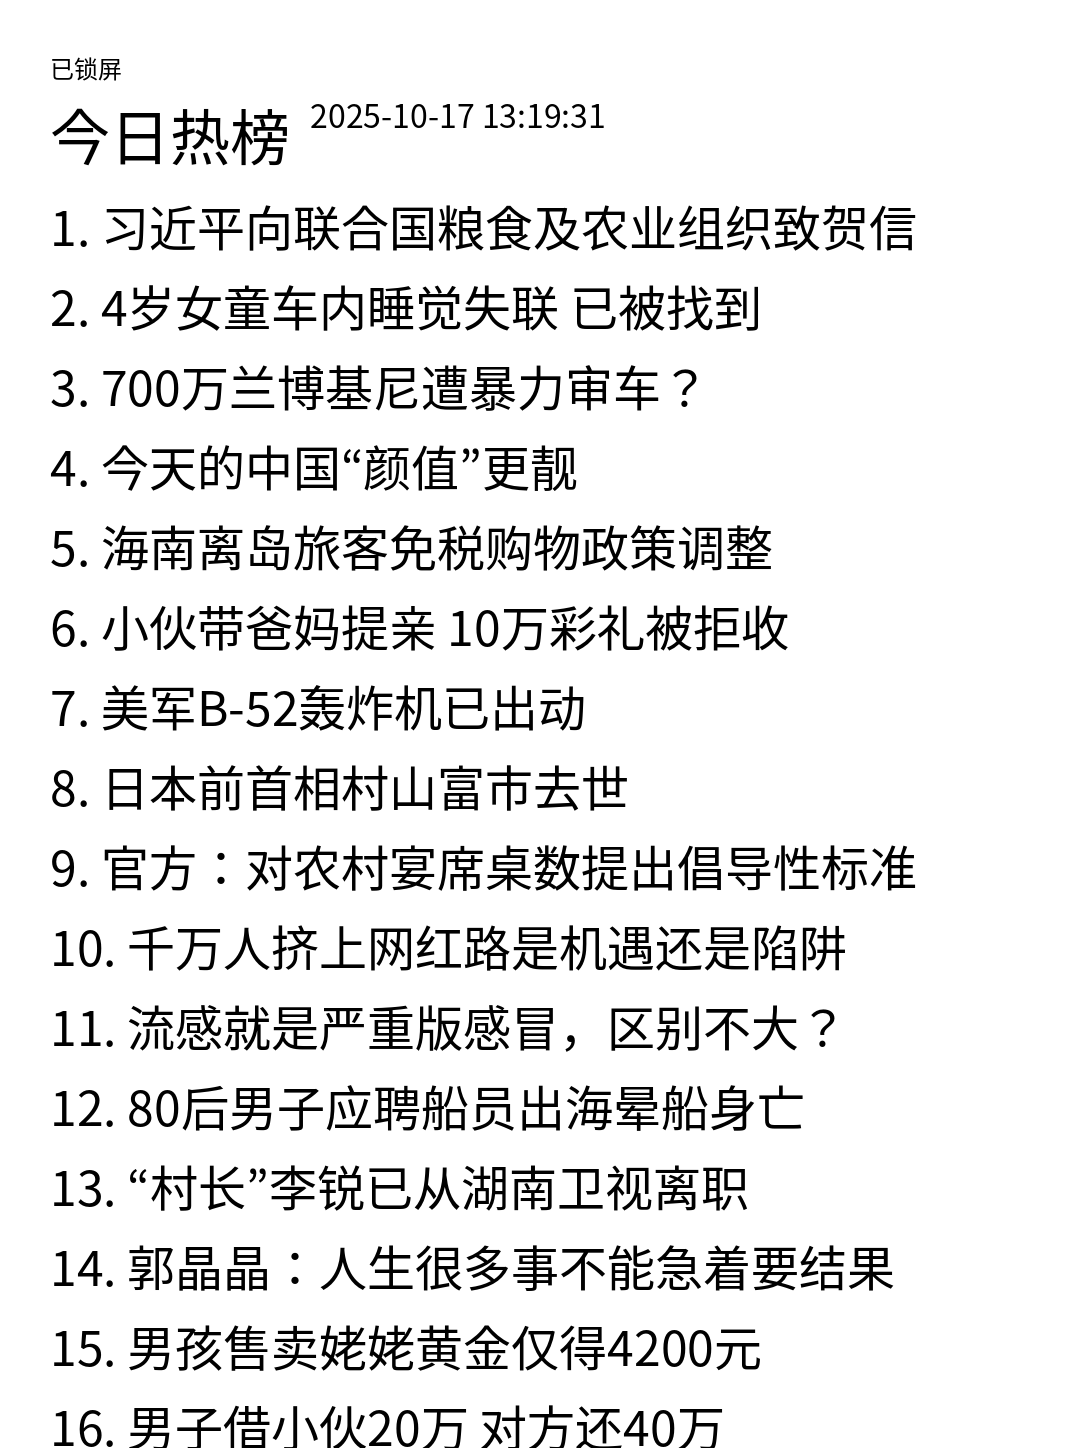 已锁屏
今日热榜 2025-10-17 13:19:31
1. 习近平向联合国粮食及农业组织致贺信
2. 4岁女童车内睡觉失联 已被找到
3. 700万兰博基尼遭暴力审车？
4. 今天的中国“颜值”更靓
5. 海南离岛旅客免税购物政策调整
6. 小伙带爸妈提亲 10万彩礼被拒收
7. 美军B-52轰炸机已出动
8. 日本前首相村山富市去世
9. 官方：对农村宴席桌数提出倡导性标准
10. 千万人挤上网红路是机遇还是陷阱
11. 流感就是严重版感冒，区别不大？
12. 80后男子应聘船员出海晕船身亡
13. “村长”李锐已从湖南卫视离职
14. 郭晶晶：人生很多事不能急着要结果
15. 男孩售卖姥姥黄金仅得4200元
16. 男子借小伙20万 对方还40万